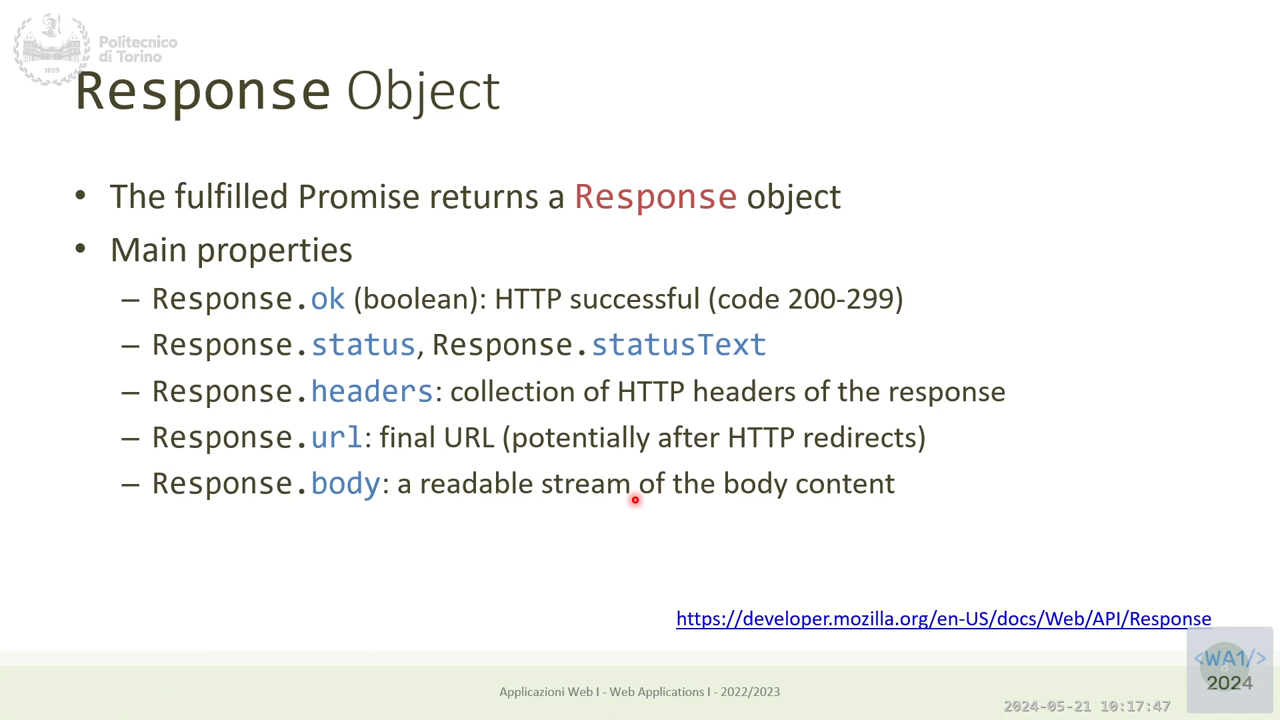 Politecnico
di Torino
1859
Response Object
• The fulfilled Promise returns a Response object
• Main properties
– Response.ok (boolean): HTTP successful (code 200-299)
– Response.status, Response.statusText
– Response.headers: collection of HTTP headers of the response
– Response.url: final URL (potentially after HTTP redirects)
– Response.body: a readable stream of the body content
https://developer.mozilla.org/en-US/docs/Web/API/Response
<WA1/>
2024
Applicazioni Web I - Web Applications I - 2022/2023
2024-05-21 10:17:47